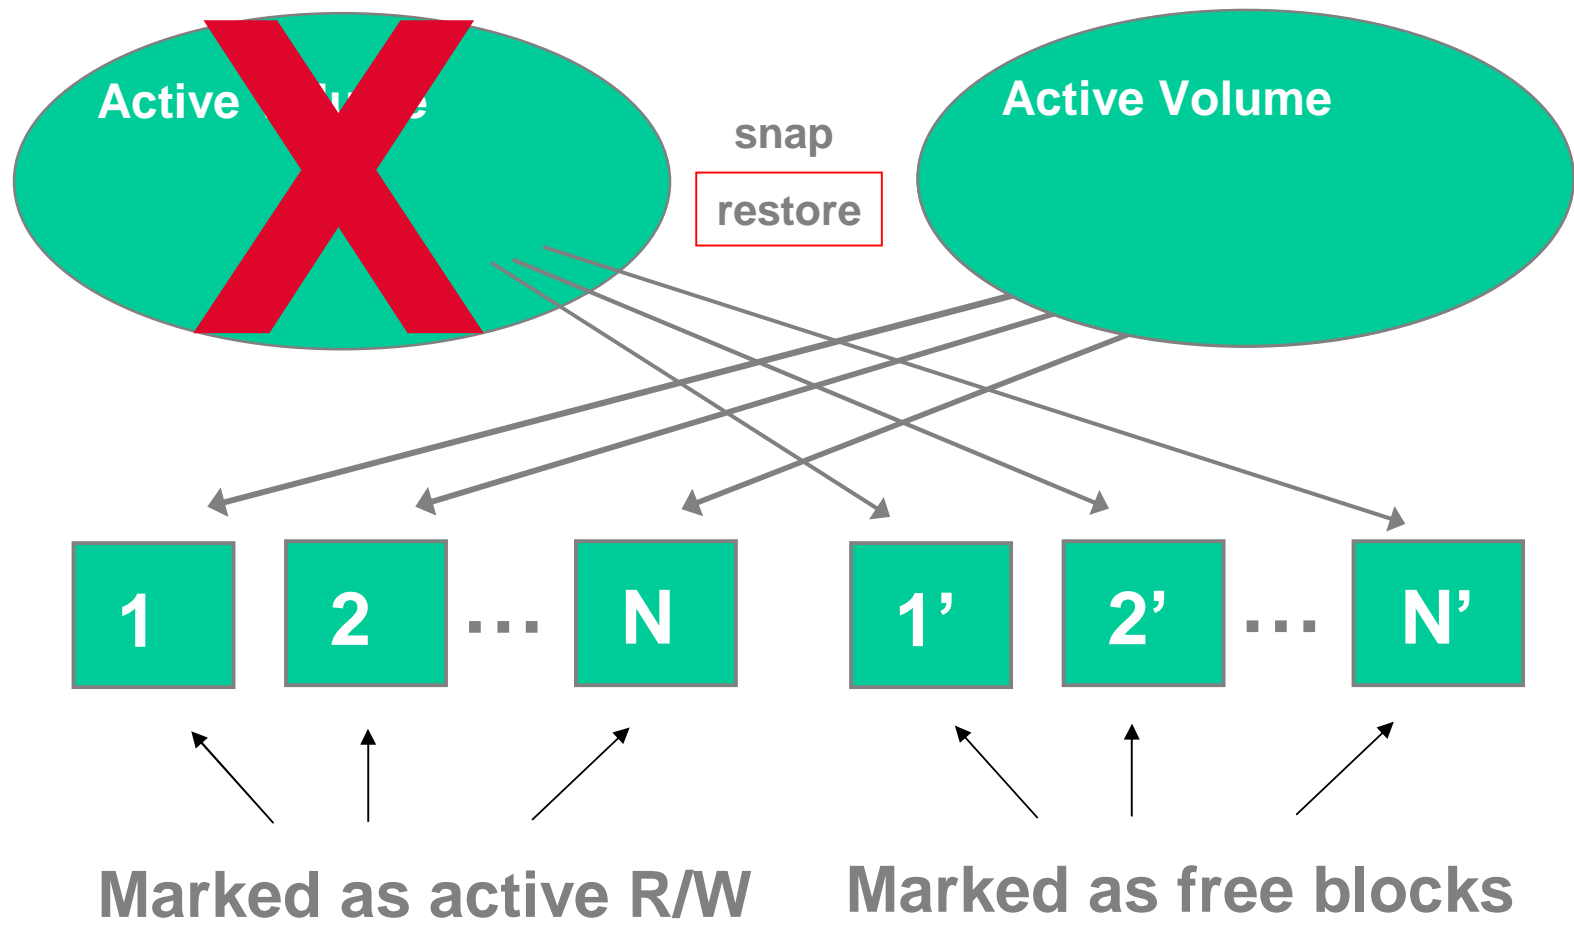 Active
Active Volume
snap
restore
1
2
...
N
1’
2’
...
N’
Marked as active R/W
Marked as free blocks